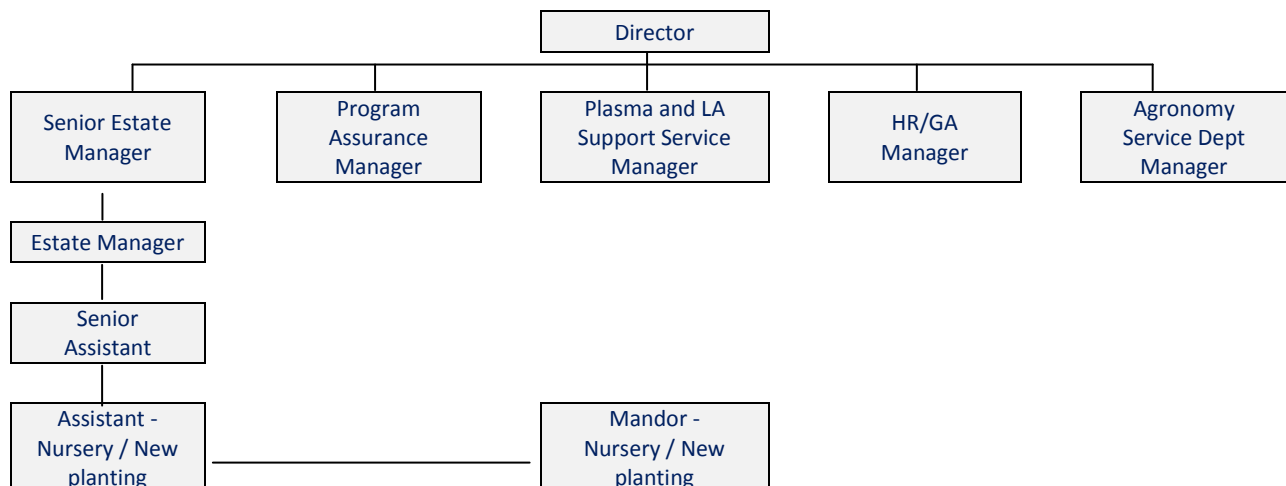 Director
Senior Estate
Manager
Program
Assurance
Manager
Plasma and LA
Support Service
Manager
HR/GA
Manager
Agronomy
Service Dept
Manager
Estate Manager
Senior
Assistant
Assistant -
Nursery / New
planting
Mandor -
Nursery / New
planting